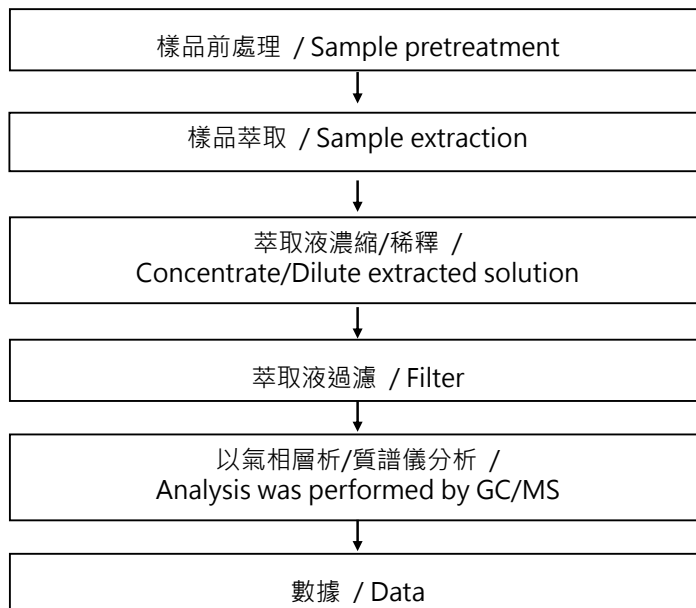 樣品前處理 / Sample pretreatment
樣品萃取 / Sample extraction
萃取液濃縮/稀釋 /
Concentrate/Dilute extracted solution
萃取液過濾 / Filter
以氣相層析/質譜儀分析 /
Analysis was performed by GC/MS
數據 / Data